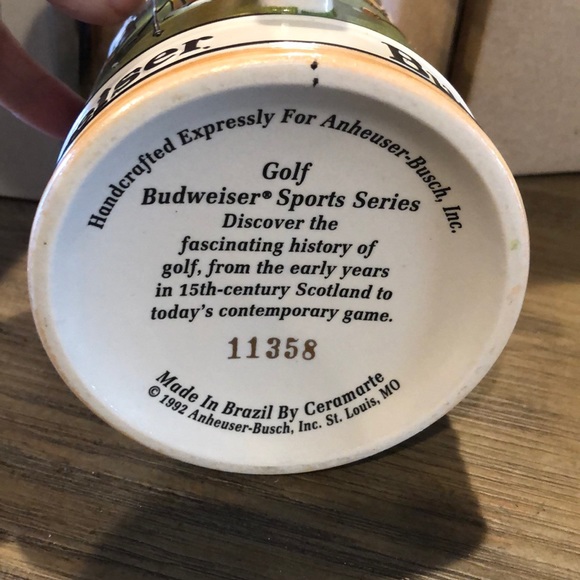 Handcrafted Expressly For Anheuser-Busch, Inc.
Golf
Budweiser® Sports Series
Discover the
fascinating history of
golf, from the early years
in 15th-century Scotland to
today's contemporary game.
11358
Made In Brazil By Ceramarte
© 1992 Anheuser-Busch, Inc. St. Louis, MO